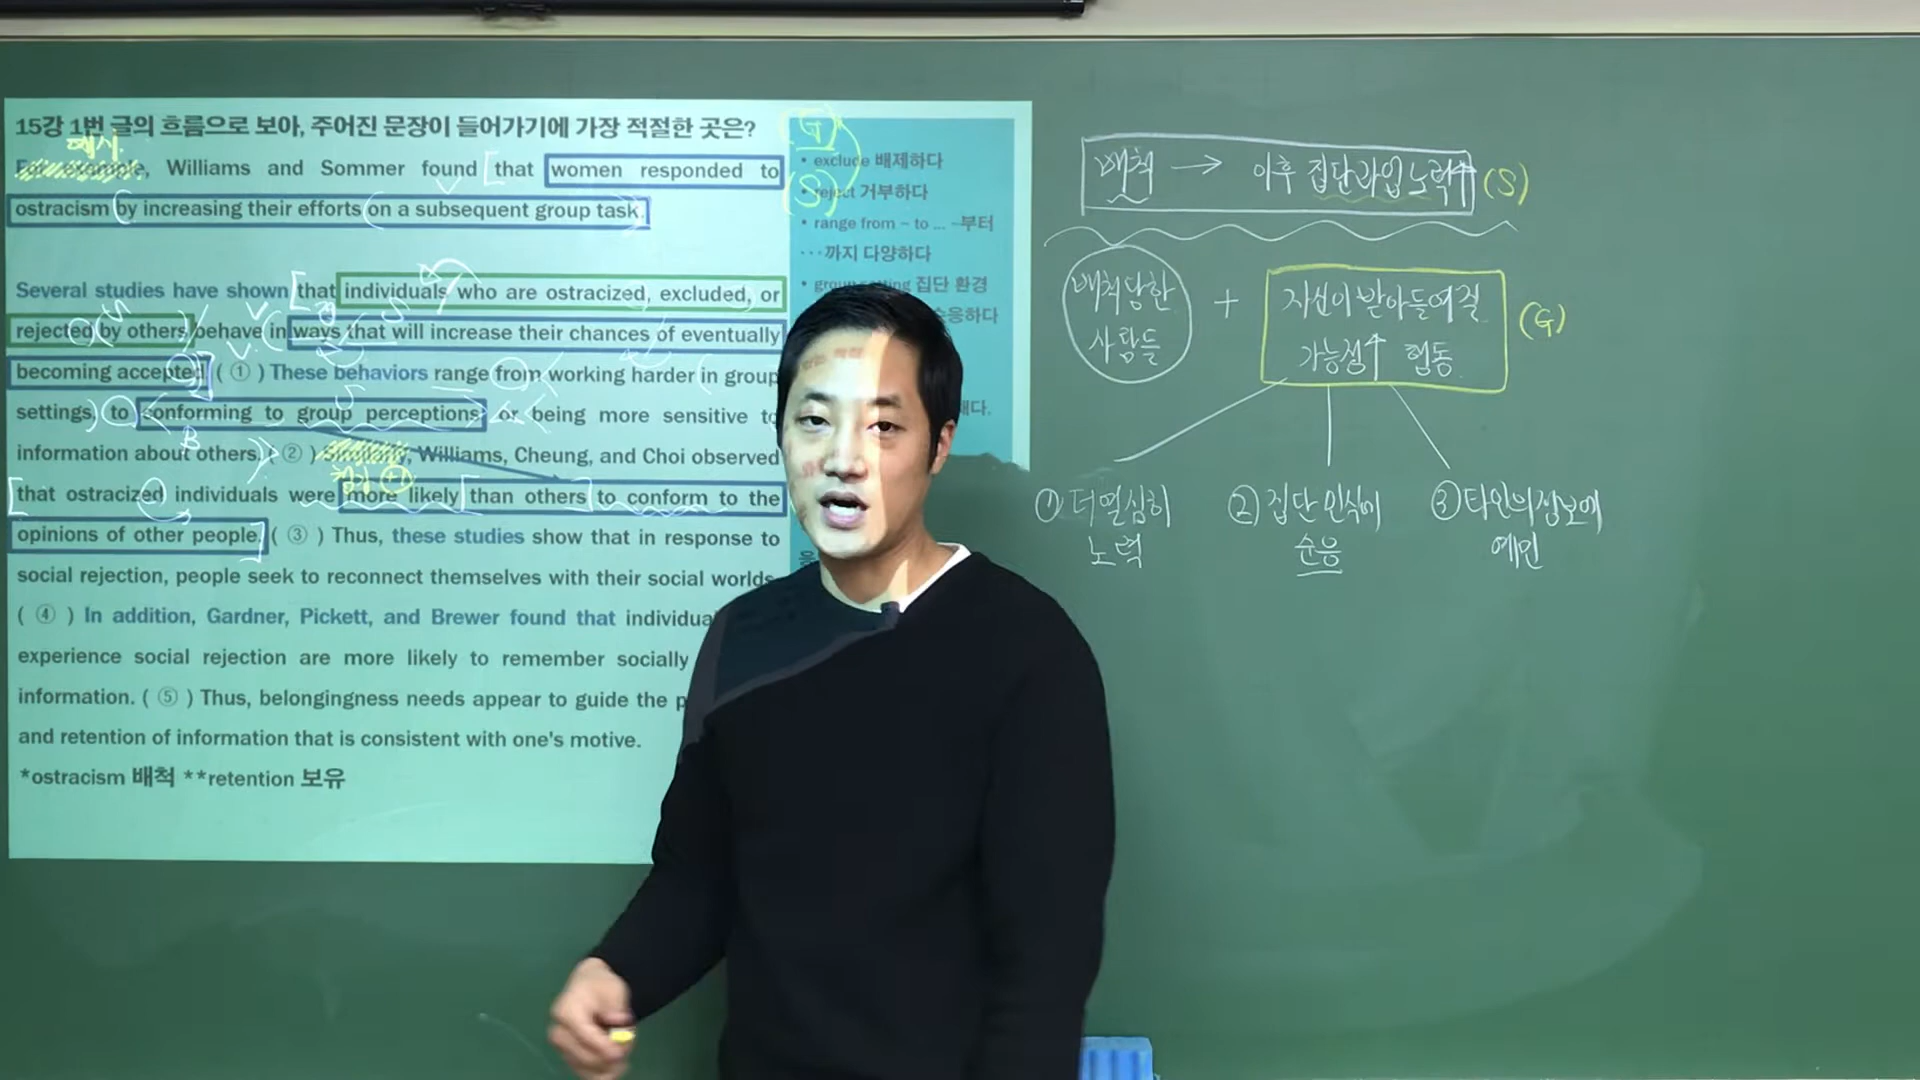 15강 1번 글의 흐름으로 보아, 주어진 문장이 들어가기에 가장 적절한 곳은?
예시.
For example, Williams and Sommer found that women responded to
ostracism by increasing their efforts on a subsequent group task.
Several studies have shown that individuals who are ostracized, excluded, or
rejected by others behave in ways that will increase their chances of eventually
becoming accepted. ( ① ) These behaviors range from working harder in group
settings, to conforming to group perceptions or being more sensitive to
information about others. ( ② ) Similarly, Williams, Cheung, and Choi observed
첨가
that ostracized individuals were more likely than others to conform to the
opinions of other people. ( ③ ) Thus, these studies show that in response to
social rejection, people seek to reconnect themselves with their social worlds.
( ④ ) In addition, Gardner, Pickett, and Brewer found that individua
experience social rejection are more likely to remember socially
information. ( ⑤ ) Thus, belongingness needs appear to guide the p
and retention of information that is consistent with one's motive.
*ostracism 배척 **retention 보유
(G)
(S)
• exclude 배제하다
• reject 거부하다
• range from ~ to ... ~부터
···까지 다양하다
• group setting 집단 환경
순응하다
배척 → 이후 집단과업 노력↑ (S)
배척당한
사람들
+
자신이 받아들여질
가능성↑ 행동
(G)
① 더 열심히
노력
② 집단 인식에
순응
③ 타인의 정보에
예민